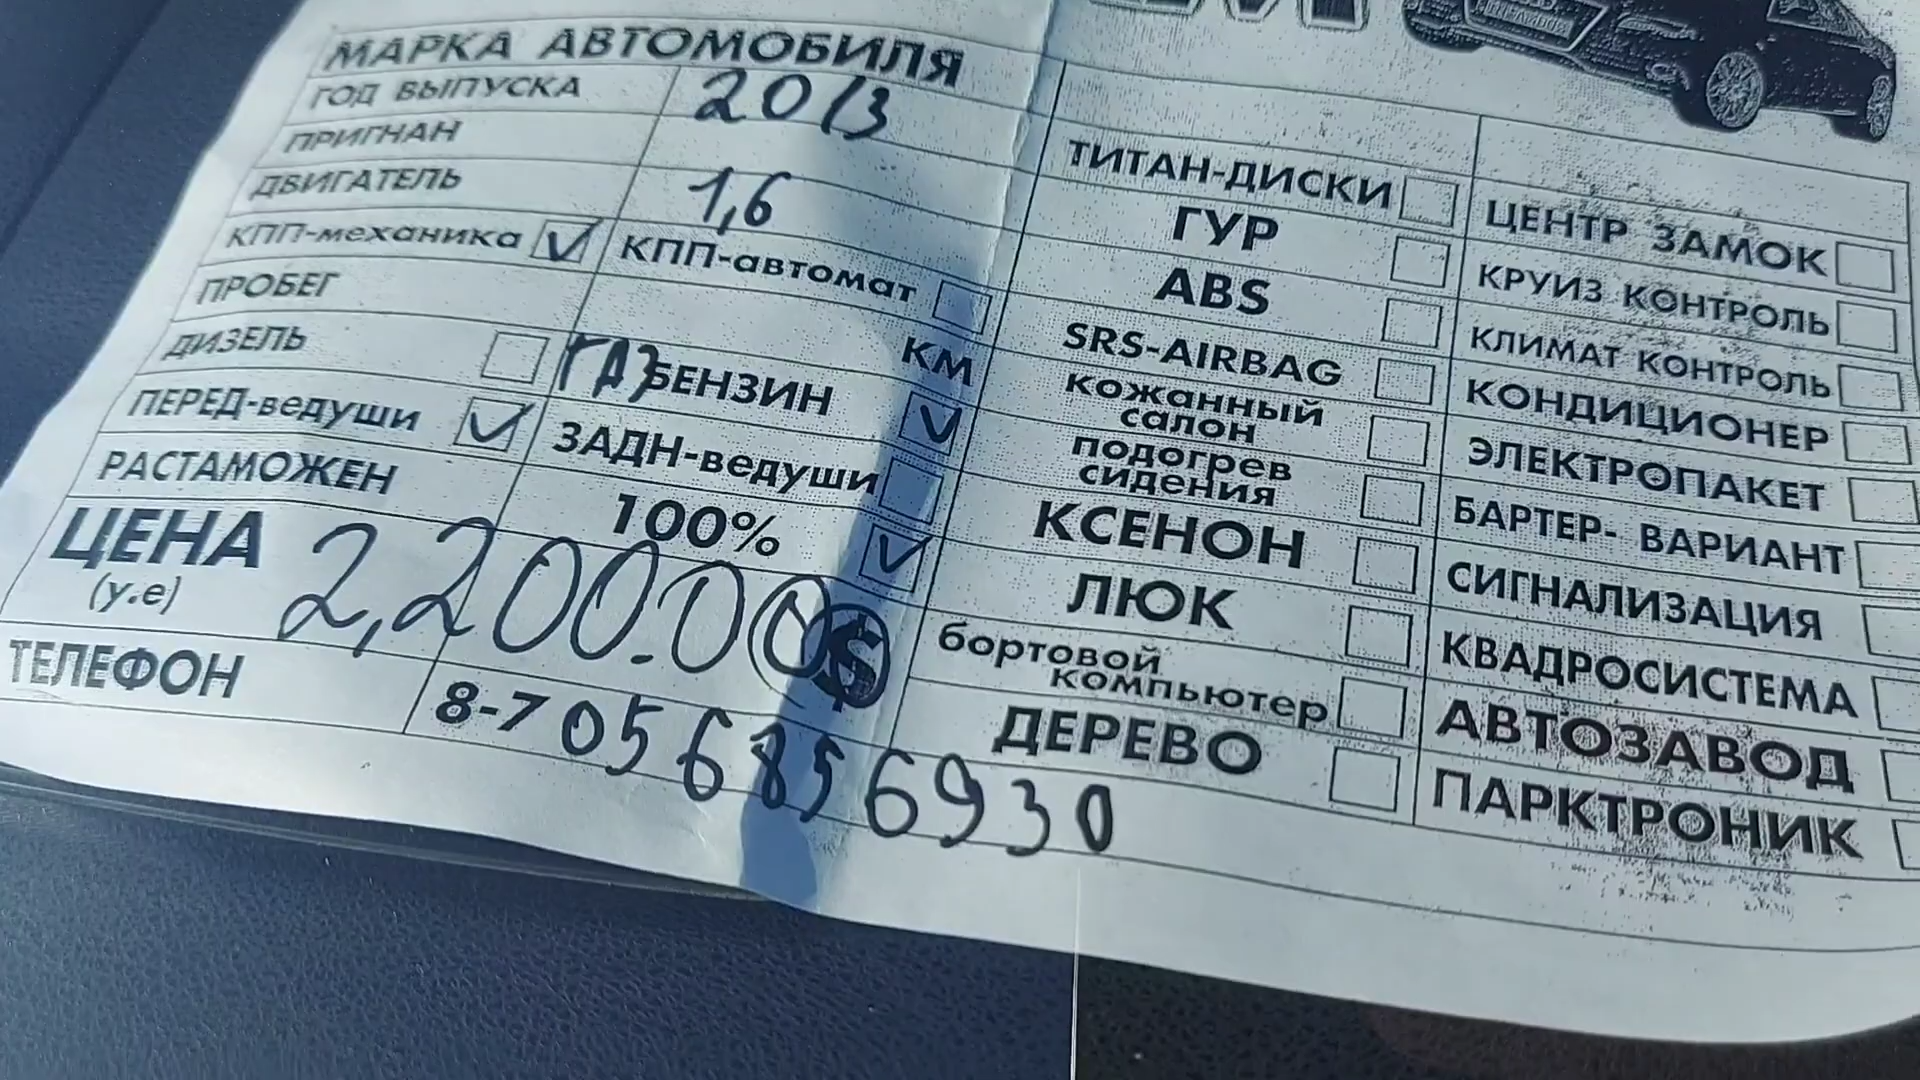 МАРКА АВТОМОБИЛЯ
ГОД ВЫПУСКА 2013
ПРИГНАН
ДВИГАТЕЛЬ 1,6
КПП-механика КПП-автомат
ПРОБЕГ КМ
ДИЗЕЛЬ ГАЗ БЕНЗИН
ПЕРЕД-ведуши ЗАДН-ведуши
РАСТАМОЖЕН 100%
ЦЕНА (у.е) 2,200.00$
ТЕЛЕФОН 8-7056856930
ТИТАН-ДИСКИ
ГУР
ABS
SRS-AIRBAG
кожанный
салон
подогрев
сидения
КСЕНОН
ЛЮК
бортовой
компьютер
ДЕРЕВО
ЦЕНТР ЗАМОК
КРУИЗ КОНТРОЛЬ
КЛИМАТ КОНТРОЛЬ
КОНДИЦИОНЕР
ЭЛЕКТРОПАКЕТ
БАРТЕР- ВАРИАНТ
СИГНАЛИЗАЦИЯ
КВАДРОСИСТЕМА
АВТОЗАВОД
ПАРКТРОНИК